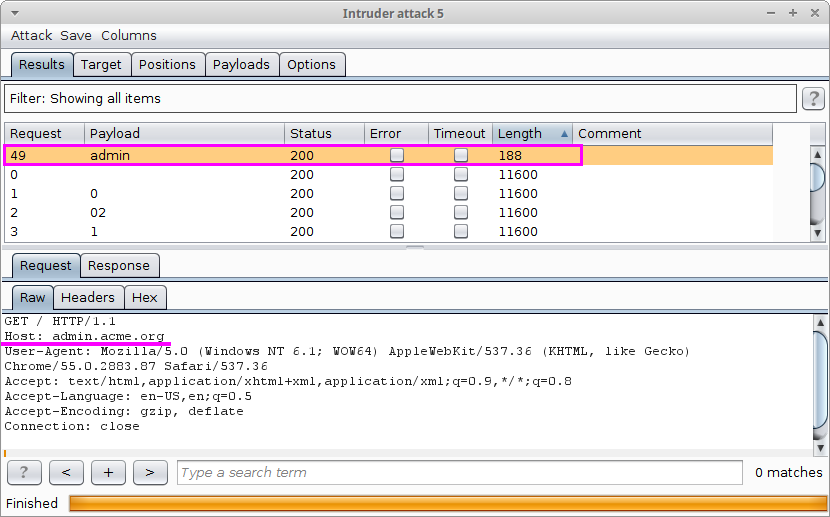 Intruder attack 5
Attack Save Columns
Results Target Positions Payloads Options
Filter: Showing all items ?
Request Payload Status Error Timeout Length Comment
49 admin 200 188
0 200 11600
1 0 200 11600
2 02 200 11600
3 1 200 11600
Request Response
Raw Headers Hex
GET / HTTP/1.1
Host: admin.acme.org
User-Agent: Mozilla/5.0 (Windows NT 6.1; WOW64) AppleWebKit/537.36 (KHTML, like Gecko)
Chrome/55.0.2883.87 Safari/537.36
Accept: text/html,application/xhtml+xml,application/xml;q=0.9,*/*;q=0.8
Accept-Language: en-US,en;q=0.5
Accept-Encoding: gzip, deflate
Connection: close
? < + > Type a search term 0 matches
Finished